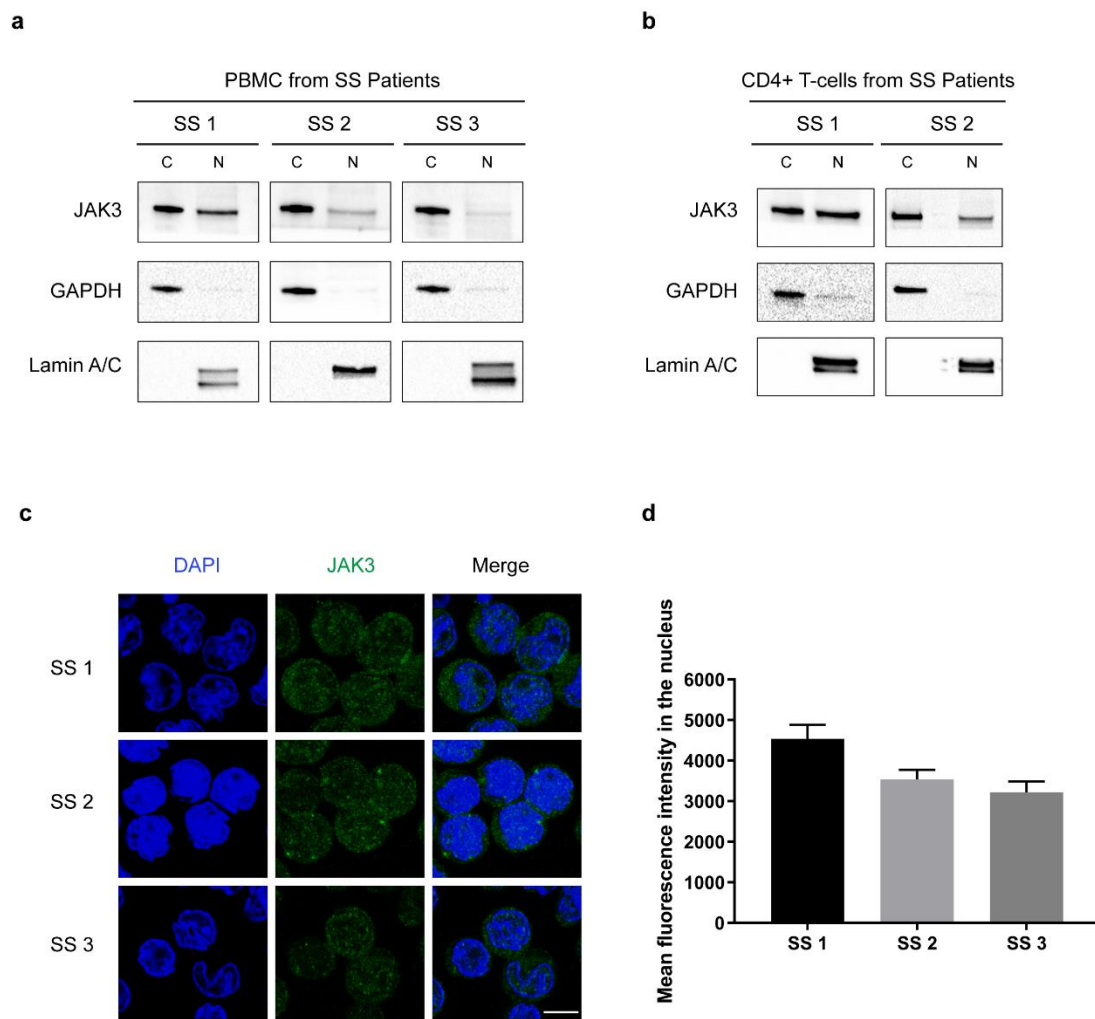 a
PBMC from SS Patients
SS 1 SS 2 SS 3
C N C N C N
JAK3
GAPDH
Lamin A/C
b
CD4+ T-cells from SS Patients
SS 1 SS 2
C N C N
JAK3
GAPDH
Lamin A/C
c
DAPI JAK3 Merge
SS 1
SS 2
SS 3
d
Mean fluorescence intensity in the nucleus
6000
5000
4000
3000
2000
1000
0
SS 1 SS 2 SS 3